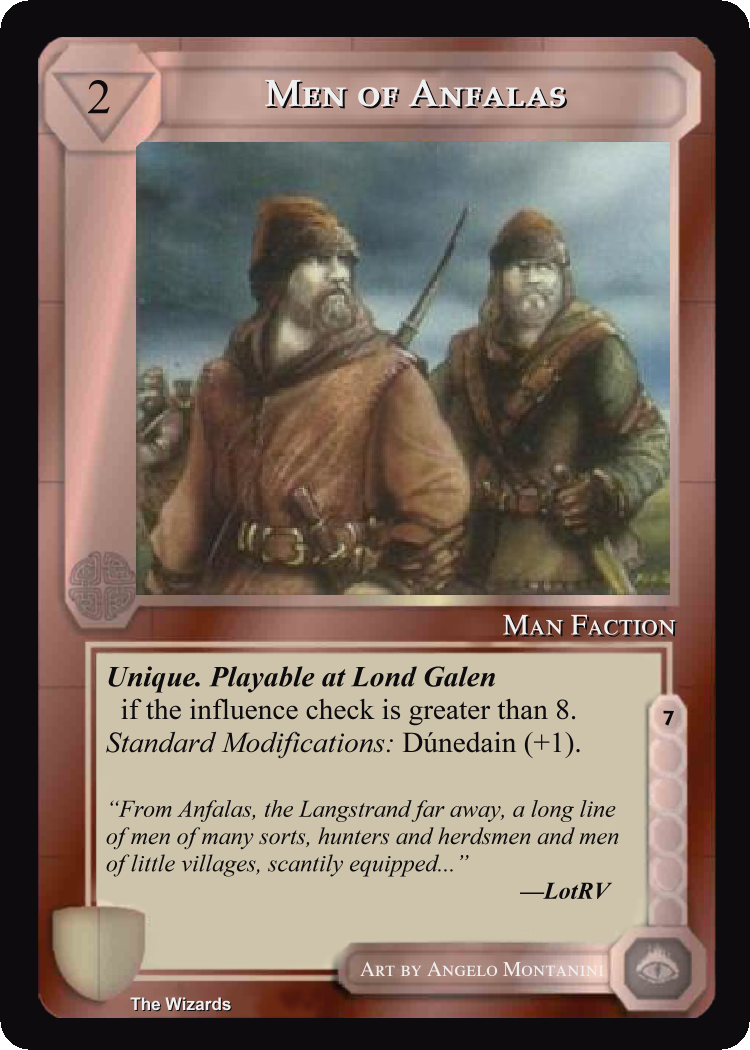 2
Men of Anfalas
Man Faction
Unique. Playable at Lond Galen
if the influence check is greater than 8.
Standard Modifications: Dúnedain (+1).
7
“From Anfalas, the Langstrand far away, a long line
of men of many sorts, hunters and herdsmen and men
of little villages, scantily equipped...”
—LotRV
Art by Angelo Montanini
The Wizards